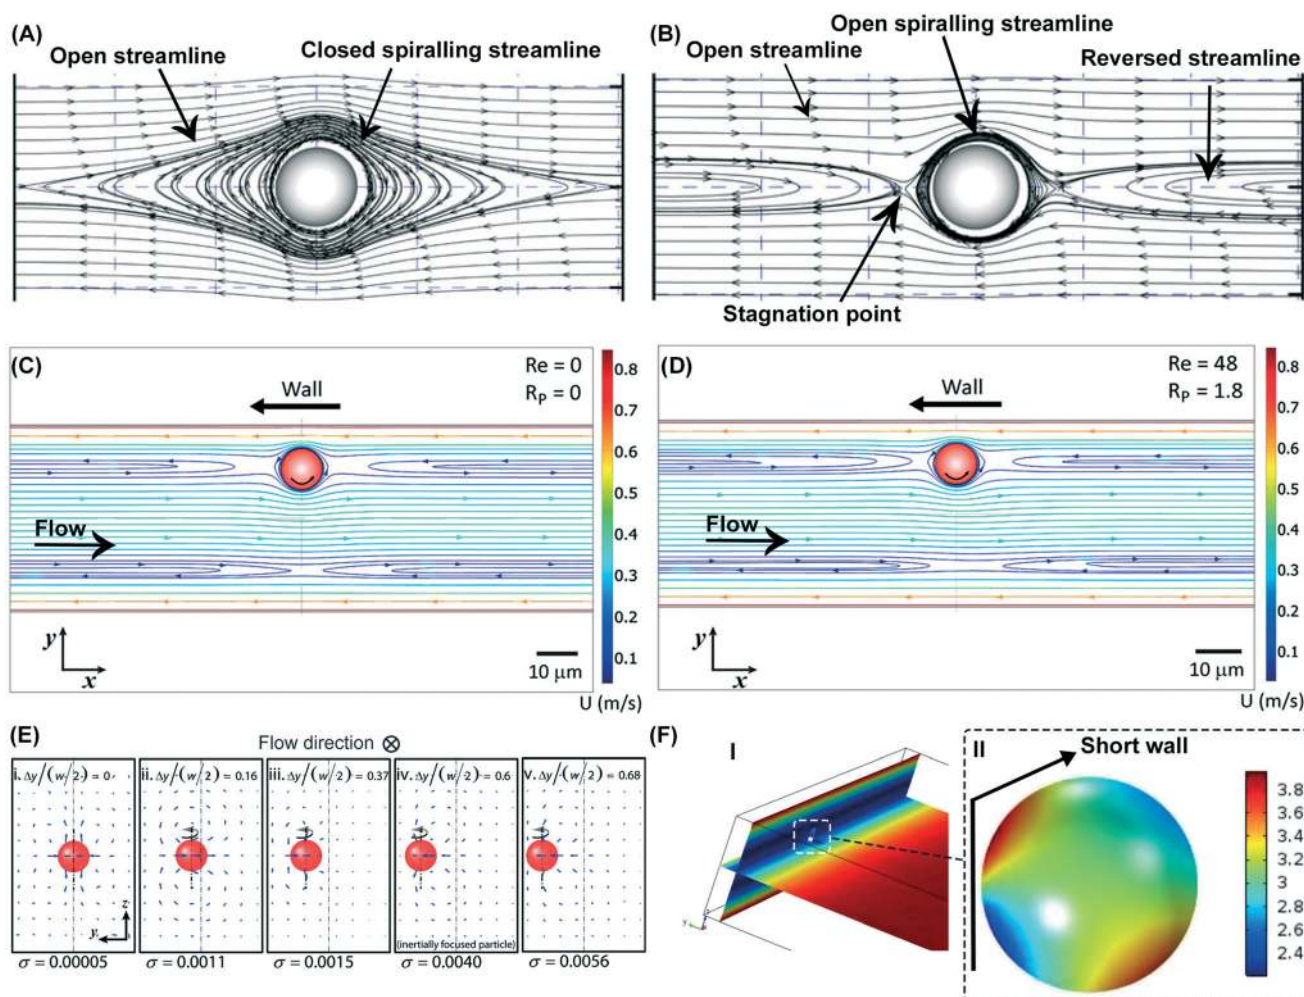 (A)
Open streamline
Closed spiralling streamline
(B)
Open spiralling streamline
Open streamline
Reversed streamline
Stagnation point
(C)
Re = 0
R_P = 0
Wall
Flow
y
x
10 µm
0.8
0.7
0.6
0.5
0.4
0.3
0.2
0.1
U (m/s)
(D)
Re = 48
R_P = 1.8
Wall
Flow
y
x
10 µm
0.8
0.7
0.6
0.5
0.4
0.3
0.2
0.1
U (m/s)
(E)
Flow direction ⊗
i. Δy/(w/2) = 0
ii. Δy/(w/2) = 0.16
iii. Δy/(w/2) = 0.37
iv. Δy/(w/2) = 0.6
v. Δy/(w/2) = 0.68
z
y
(inertially focused particle)
σ = 0.00005
σ = 0.0011
σ = 0.0015
σ = 0.0040
σ = 0.0056
(F)
I
II
Short wall
3.8
3.6
3.4
3.2
3
2.8
2.6
2.4